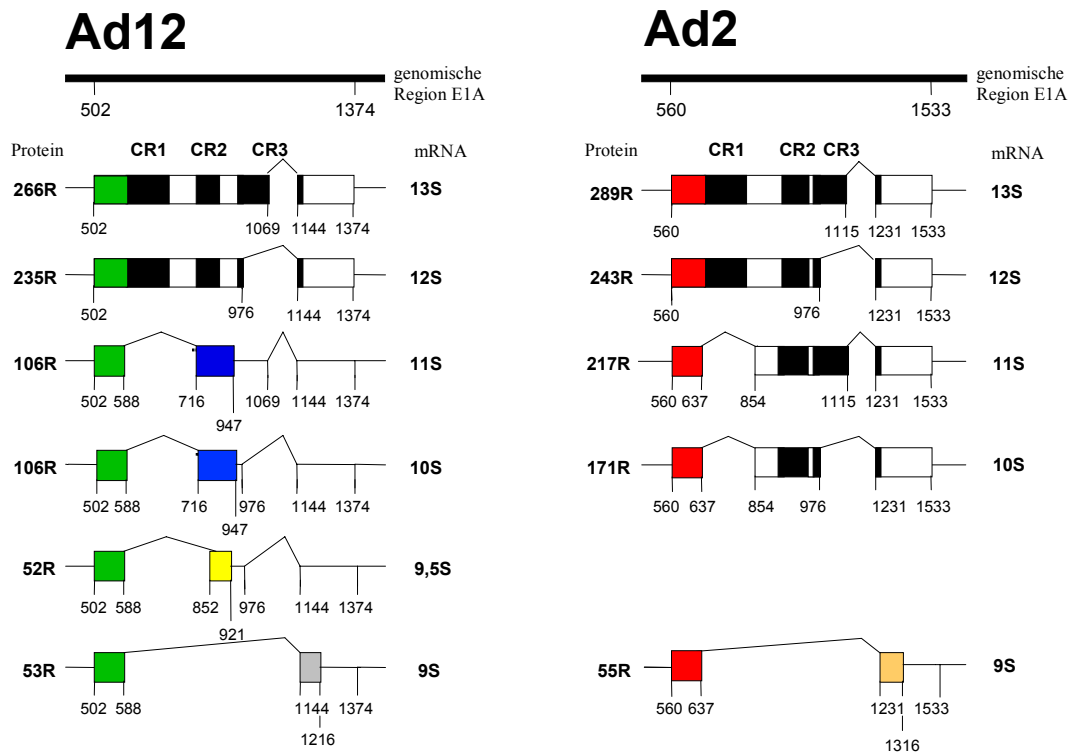 Ad12
genomische
Region E1A
502 1374
Protein CR1 CR2 CR3 mRNA
266R 13S
502 1069 1144 1374
235R 12S
502 976 1144 1374
106R 11S
502 588 716 1069 1144 1374
947
106R 10S
502 588 716 976 1144 1374
947
52R 9,5S
502 588 852 976 1144 1374
921
53R 9S
502 588 1144 1374
1216
Ad2
genomische
Region E1A
560 1533
Protein CR1 CR2 CR3 mRNA
289R 13S
560 1115 1231 1533
243R 12S
560 976 1231 1533
217R 11S
560 637 854 1115 1231 1533
171R 10S
560 637 854 976 1231 1533
55R 9S
560 637 1231 1533
1316